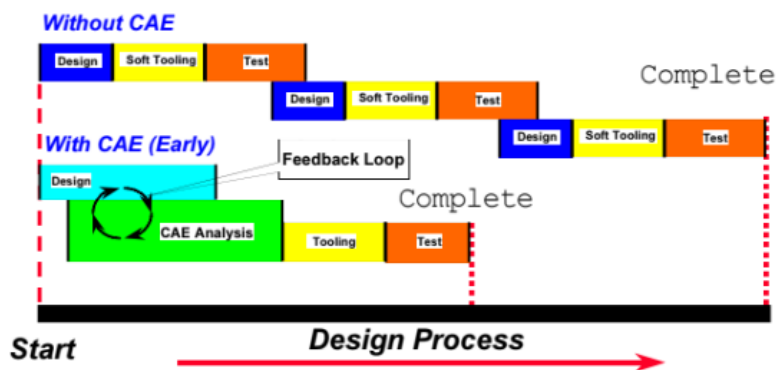 Without CAE
Design Soft Tooling Test
Complete
Design Soft Tooling Test
Design Soft Tooling Test
With CAE (Early)
Feedback Loop
Design
Complete
CAE Analysis Tooling Test
Start
Design Process